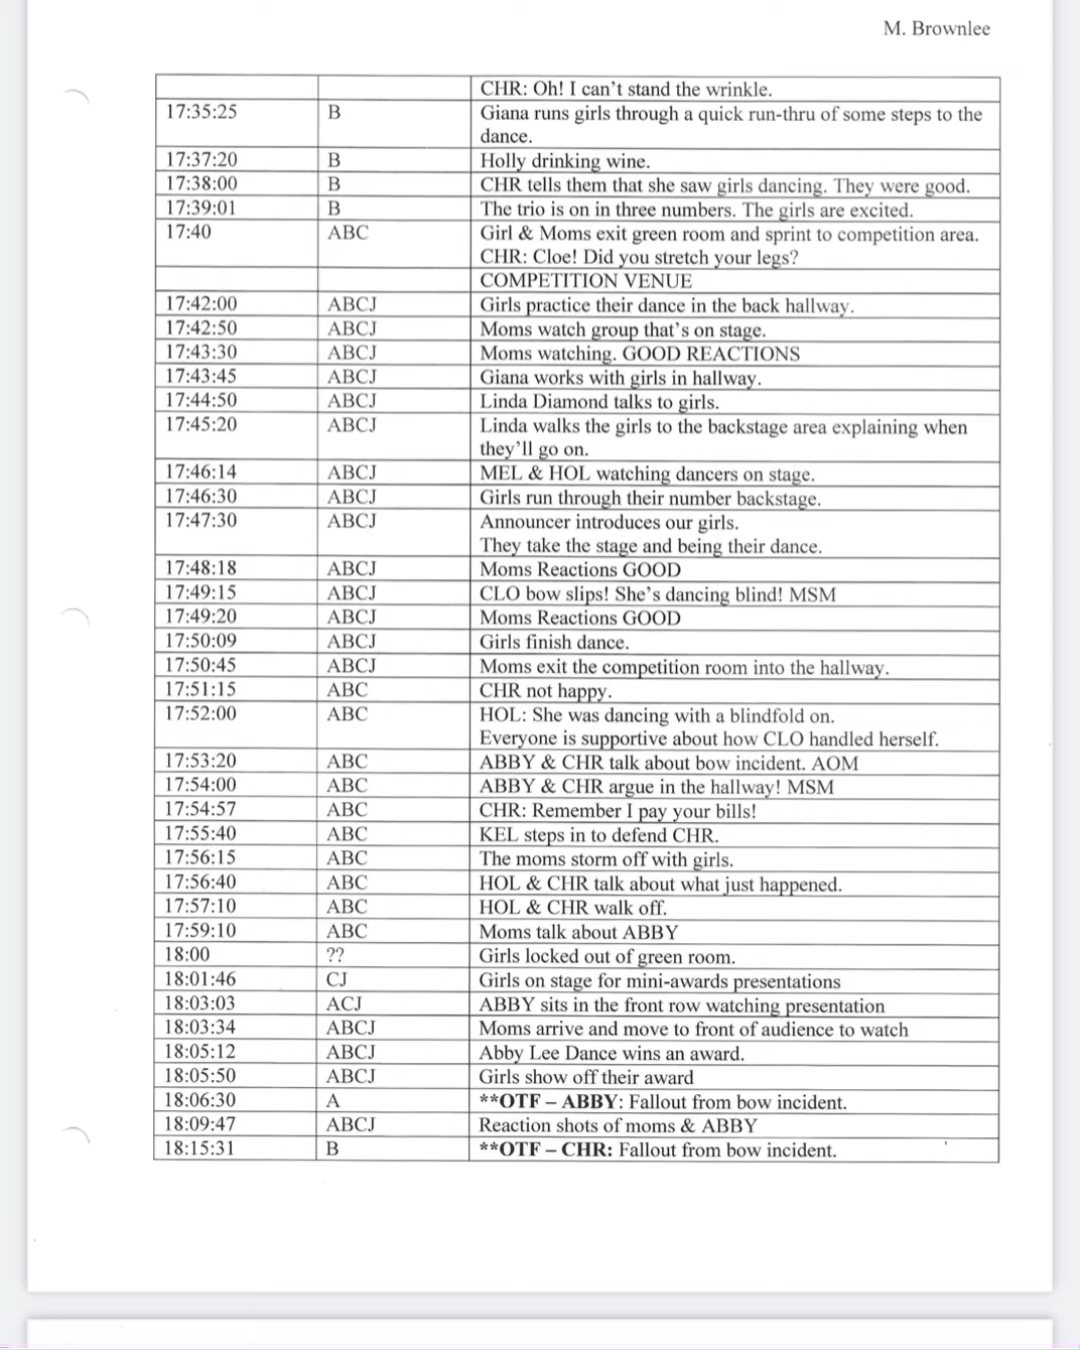 M. Brownlee
CHR: Oh! I can't stand the wrinkle.
17:35:25 B Giana runs girls through a quick run-thru of some steps to the
dance.
17:37:20 B Holly drinking wine.
17:38:00 B CHR tells them that she saw girls dancing. They were good.
17:39:01 B The trio is on in three numbers. The girls are excited.
17:40 ABC Girl & Moms exit green room and sprint to competition area.
CHR: Cloe! Did you stretch your legs?
COMPETITION VENUE
17:42:00 ABCJ Girls practice their dance in the back hallway.
17:42:50 ABCJ Moms watch group that's on stage.
17:43:30 ABCJ Moms watching. GOOD REACTIONS
17:43:45 ABCJ Giana works with girls in hallway.
17:44:50 ABCJ Linda Diamond talks to girls.
17:45:20 ABCJ Linda walks the girls to the backstage area explaining when
they'll go on.
17:46:14 ABCJ MEL & HOL watching dancers on stage.
17:46:30 ABCJ Girls run through their number backstage.
17:47:30 ABCJ Announcer introduces our girls.
They take the stage and being their dance.
17:48:18 ABCJ Moms Reactions GOOD
17:49:15 ABCJ CLO bow slips! She's dancing blind! MSM
17:49:20 ABCJ Moms Reactions GOOD
17:50:09 ABCJ Girls finish dance.
17:50:45 ABCJ Moms exit the competition room into the hallway.
17:51:15 ABC CHR not happy.
17:52:00 ABC HOL: She was dancing with a blindfold on.
Everyone is supportive about how CLO handled herself.
17:53:20 ABC ABBY & CHR talk about bow incident. AOM
17:54:00 ABC ABBY & CHR argue in the hallway! MSM
17:54:57 ABC CHR: Remember I pay your bills!
17:55:40 ABC KEL steps in to defend CHR.
17:56:15 ABC The moms storm off with girls.
17:56:40 ABC HOL & CHR talk about what just happened.
17:57:10 ABC HOL & CHR walk off.
17:59:10 ABC Moms talk about ABBY
18:00 ?? Girls locked out of green room.
18:01:46 CJ Girls on stage for mini-awards presentations
18:03:03 ACJ ABBY sits in the front row watching presentation
18:03:34 ABCJ Moms arrive and move to front of audience to watch
18:05:12 ABCJ Abby Lee Dance wins an award.
18:05:50 ABCJ Girls show off their award
18:06:30 A **OTF – ABBY: Fallout from bow incident.
18:09:47 ABCJ Reaction shots of moms & ABBY
18:15:31 B **OTF – CHR: Fallout from bow incident.